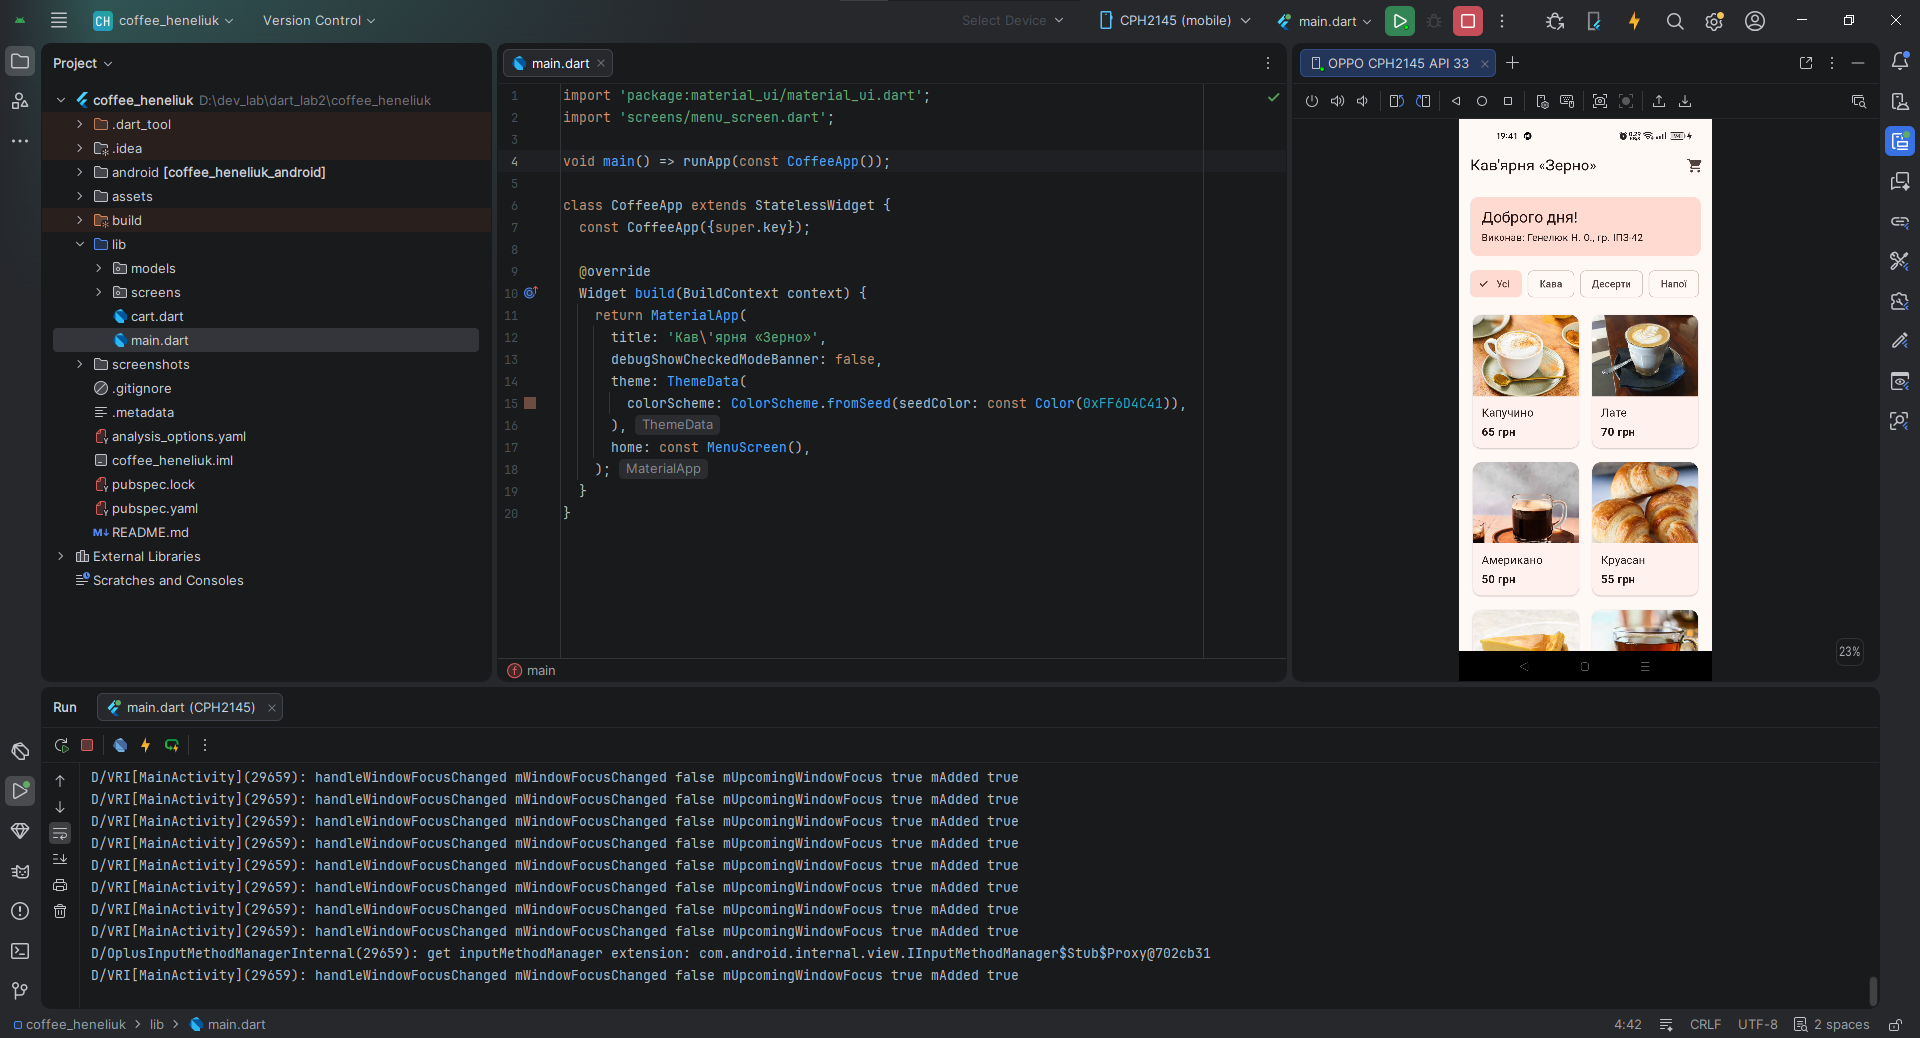 CH coffee_heneliuk
Version Control
Select Device
CPH2145 (mobile)
main.dart
Project
coffee_heneliuk D:\dev_lab\dart_lab2\coffee_heneliuk
.dart_tool
.idea
android [coffee_heneliuk_android]
assets
build
lib
models
screens
cart.dart
main.dart
screenshots
.gitignore
.metadata
analysis_options.yaml
coffee_heneliuk.iml
pubspec.lock
pubspec.yaml
M↓ README.md
External Libraries
Scratches and Consoles
main.dart
1 import 'package:material_ui/material_ui.dart';
2 import 'screens/menu_screen.dart';
3
4 void main() => runApp(const CoffeeApp());
5
6 class CoffeeApp extends StatelessWidget {
7 const CoffeeApp({super.key});
8
9 @override
10 Widget build(BuildContext context) {
11 return MaterialApp(
12 title: 'Кав\'ярня «Зерно»',
13 debugShowCheckedModeBanner: false,
14 theme: ThemeData(
15 colorScheme: ColorScheme.fromSeed(seedColor: const Color(0xFF6D4C41)),
16 ), ThemeData
17 home: const MenuScreen(),
18 ); MaterialApp
19 }
20 }
main
OPPO CPH2145 API 33
19:41
Кав'ярня «Зерно»
Доброго дня!
Виконав: Генелюк Н. О., гр. ІПЗ-42
Усі
Кава
Десерти
Напої
Капучино
65 грн
Лате
70 грн
Американо
50 грн
Круасан
55 грн
23%
Run
main.dart (CPH2145)
D/VRI[MainActivity](29659): handleWindowFocusChanged mWindowFocusChanged false mUpcomingWindowFocus true mAdded true
D/VRI[MainActivity](29659): handleWindowFocusChanged mWindowFocusChanged false mUpcomingWindowFocus true mAdded true
D/VRI[MainActivity](29659): handleWindowFocusChanged mWindowFocusChanged false mUpcomingWindowFocus true mAdded true
D/VRI[MainActivity](29659): handleWindowFocusChanged mWindowFocusChanged false mUpcomingWindowFocus true mAdded true
D/VRI[MainActivity](29659): handleWindowFocusChanged mWindowFocusChanged false mUpcomingWindowFocus true mAdded true
D/VRI[MainActivity](29659): handleWindowFocusChanged mWindowFocusChanged false mUpcomingWindowFocus true mAdded true
D/VRI[MainActivity](29659): handleWindowFocusChanged mWindowFocusChanged false mUpcomingWindowFocus true mAdded true
D/VRI[MainActivity](29659): handleWindowFocusChanged mWindowFocusChanged false mUpcomingWindowFocus true mAdded true
D/OplusInputMethodManagerInternal(29659): get inputMethodManager extension: com.android.internal.view.IInputMethodManager$Stub$Proxy@702cb31
D/VRI[MainActivity](29659): handleWindowFocusChanged mWindowFocusChanged false mUpcomingWindowFocus true mAdded true
coffee_heneliuk > lib > main.dart
4:42
CRLF
UTF-8
2 spaces